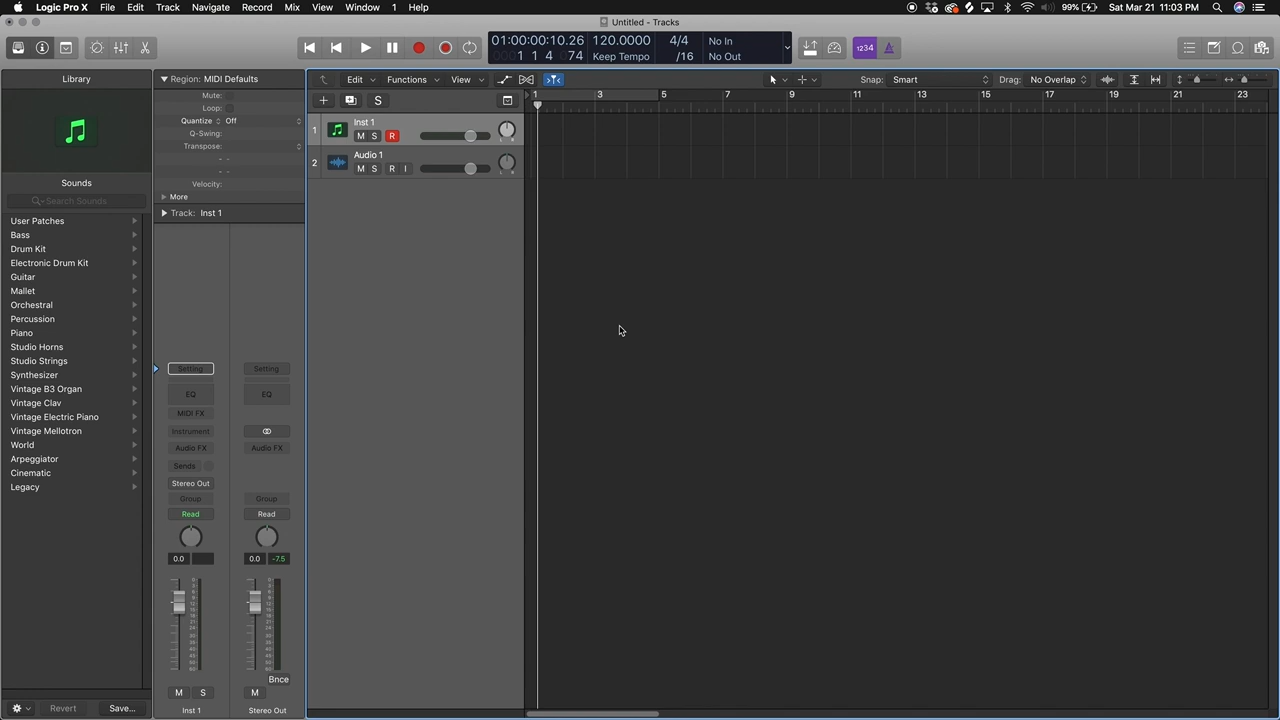 Logic Pro X File Edit Track Navigate Record Mix View Window 1 Help 99% Sat Mar 21 11:03 PM
Untitled - Tracks
01:00:00:10.26 120.0000 4/4 No In
1 1 4 074 Keep Tempo /16 No Out
1234
Library
Region: MIDI Defaults
Edit Functions View Snap: Smart Drag: No Overlap
Mute:
Loop:
Quantize Off
Q-Swing:
Transpose:
- -
- -
Velocity:
More
Track: Inst 1
S
1 3 5 7 9 11 13 15 17 19 21 23
1 Inst 1
M S R
L R
2 Audio 1
M S R I
L R
Sounds
Search Sounds
User Patches
Bass
Drum Kit
Electronic Drum Kit
Guitar
Mallet
Orchestral
Percussion
Piano
Studio Horns
Studio Strings
Synthesizer
Vintage B3 Organ
Vintage Clav
Vintage Electric Piano
Vintage Mellotron
World
Arpeggiator
Cinematic
Legacy
Revert Save...
Setting Setting
EQ EQ
MIDI FX
Instrument
Audio FX Audio FX
Sends
Stereo Out
Group Group
Read Read
0.0 0.0 -7.5
Bnce
M S M
Inst 1 Stereo Out